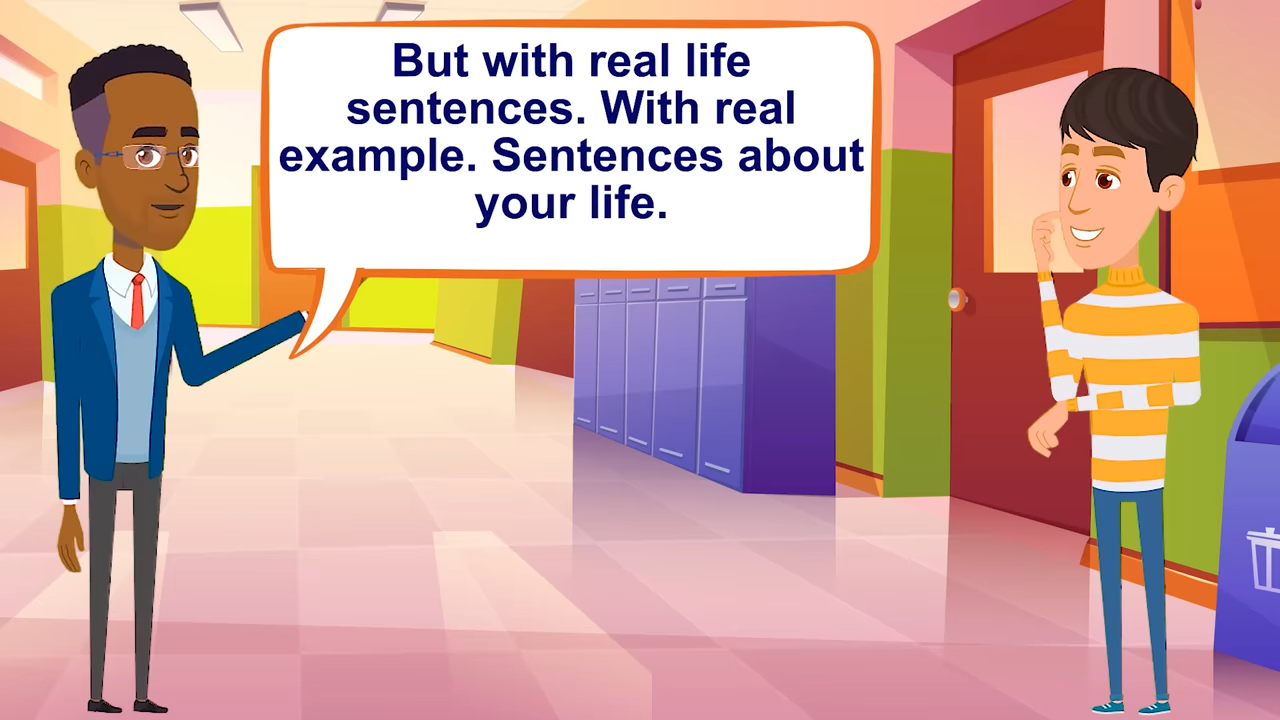 But with real life
sentences. With real
example. Sentences about
your life.